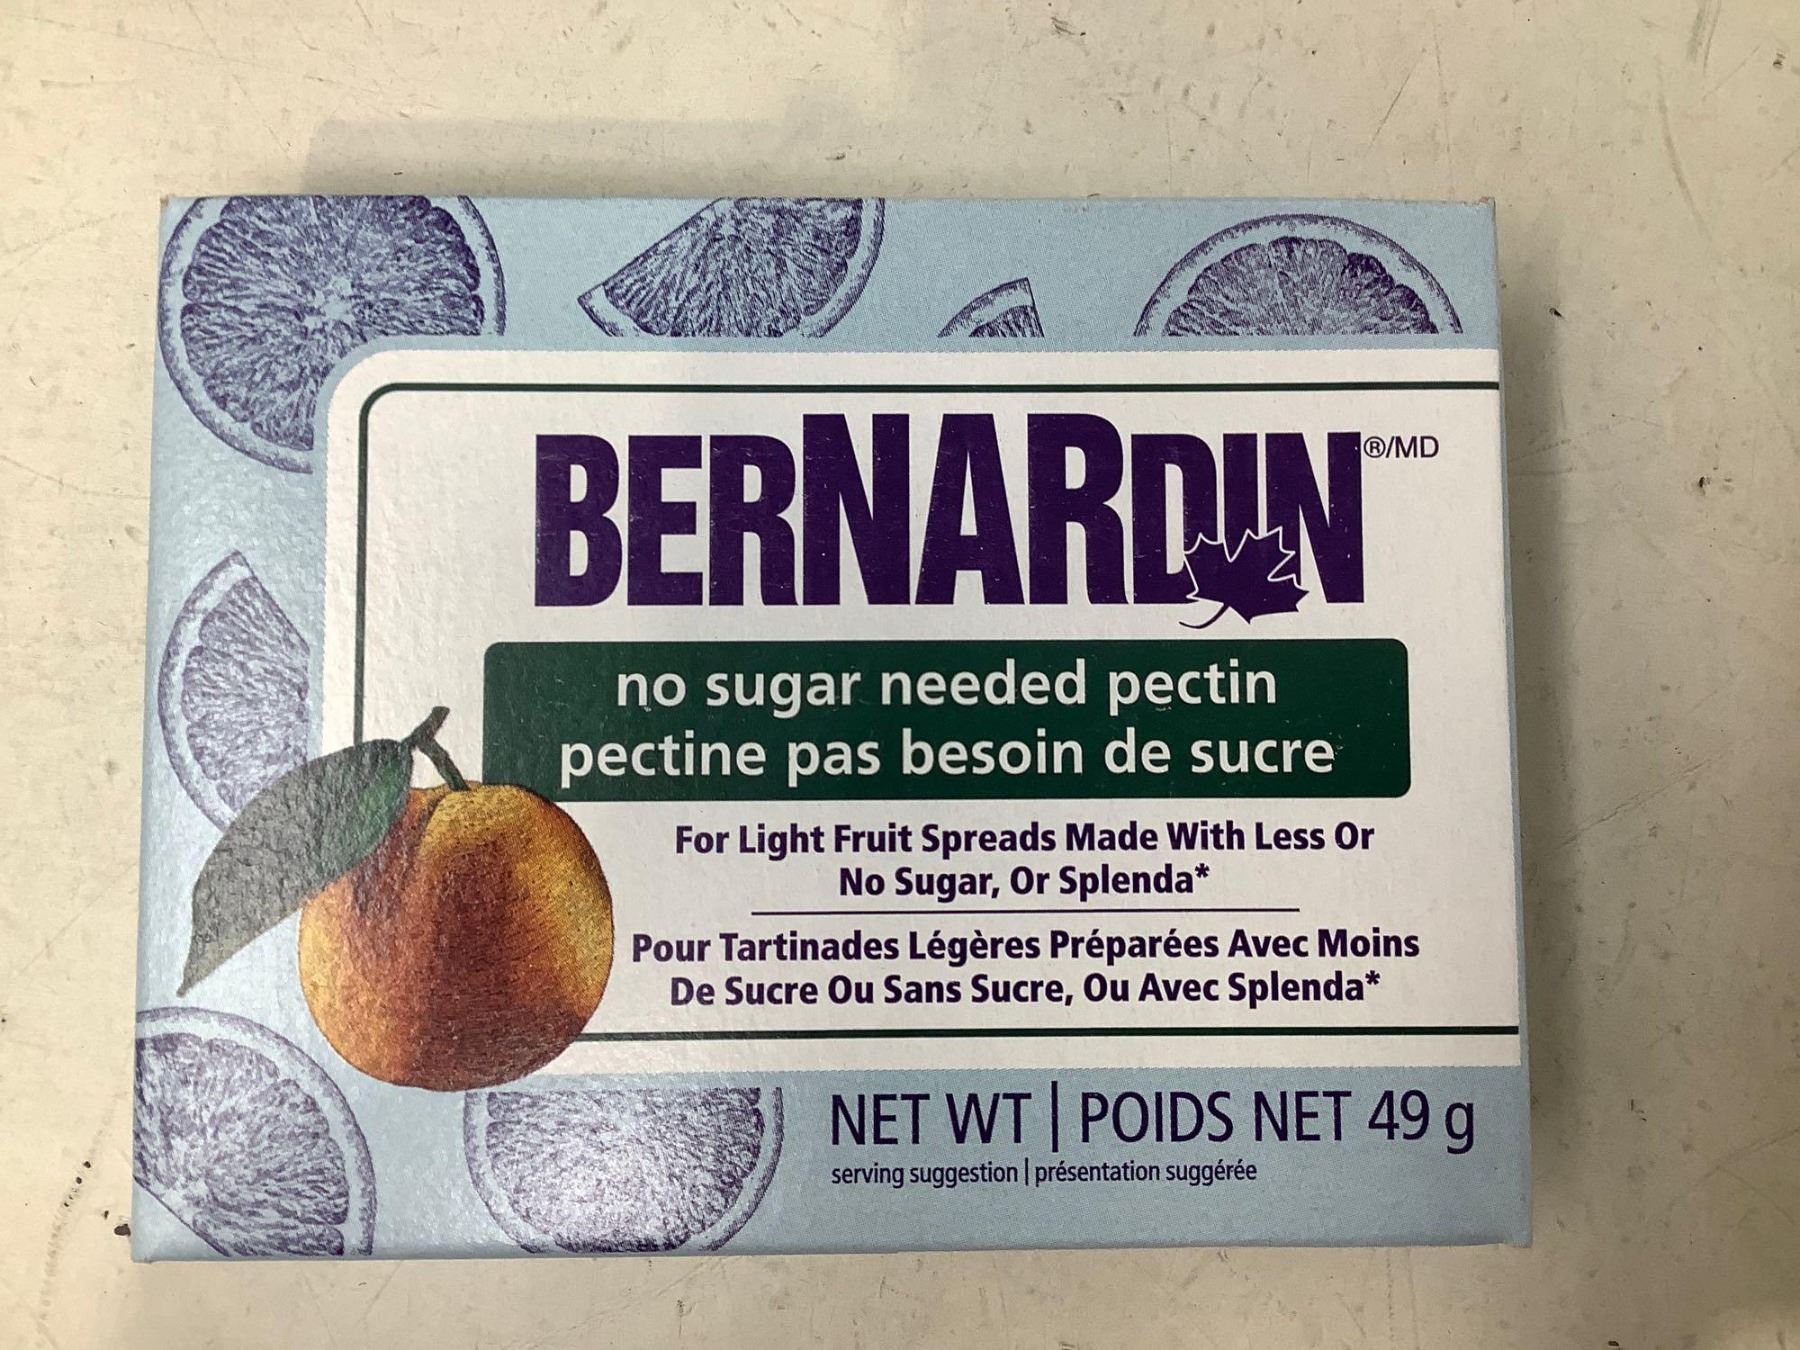 BERNARDIN®/MD
no sugar needed pectin
pectine pas besoin de sucre
For Light Fruit Spreads Made With Less Or
No Sugar, Or Splenda*
Pour Tartinades Légères Préparées Avec Moins
De Sucre Ou Sans Sucre, Ou Avec Splenda*
NET WT | POIDS NET 49 g
serving suggestion | présentation suggérée